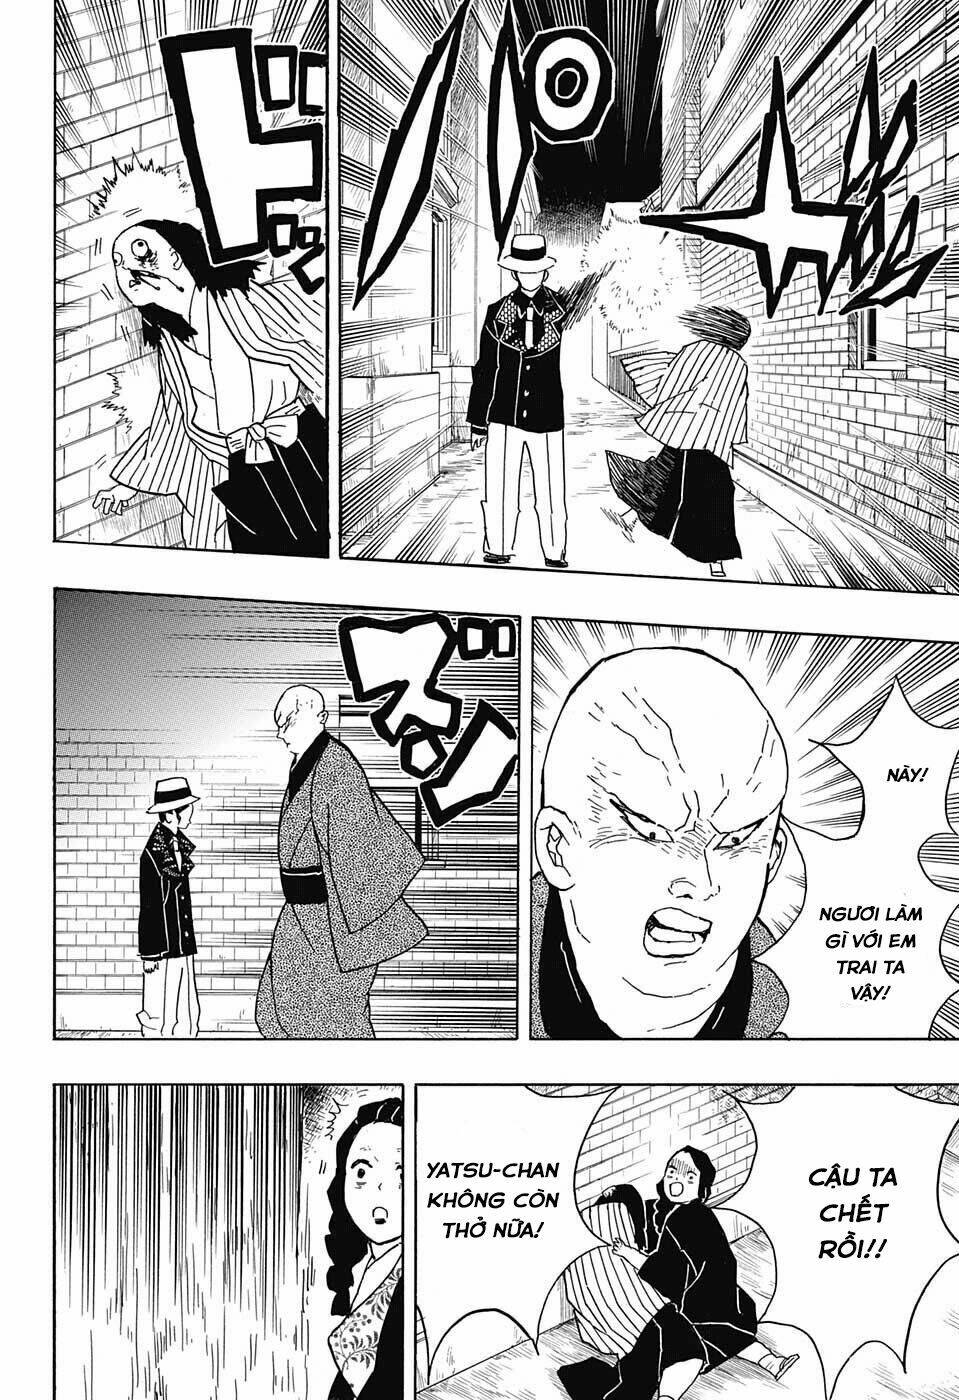 NÀY!
NGƯƠI LÀM
GÌ VỚI EM
TRAI TA
VẬY!
CẬU TA
CHẾT
RỒI!!
YATSU-CHAN
KHÔNG CÒN
THỞ NỮA!